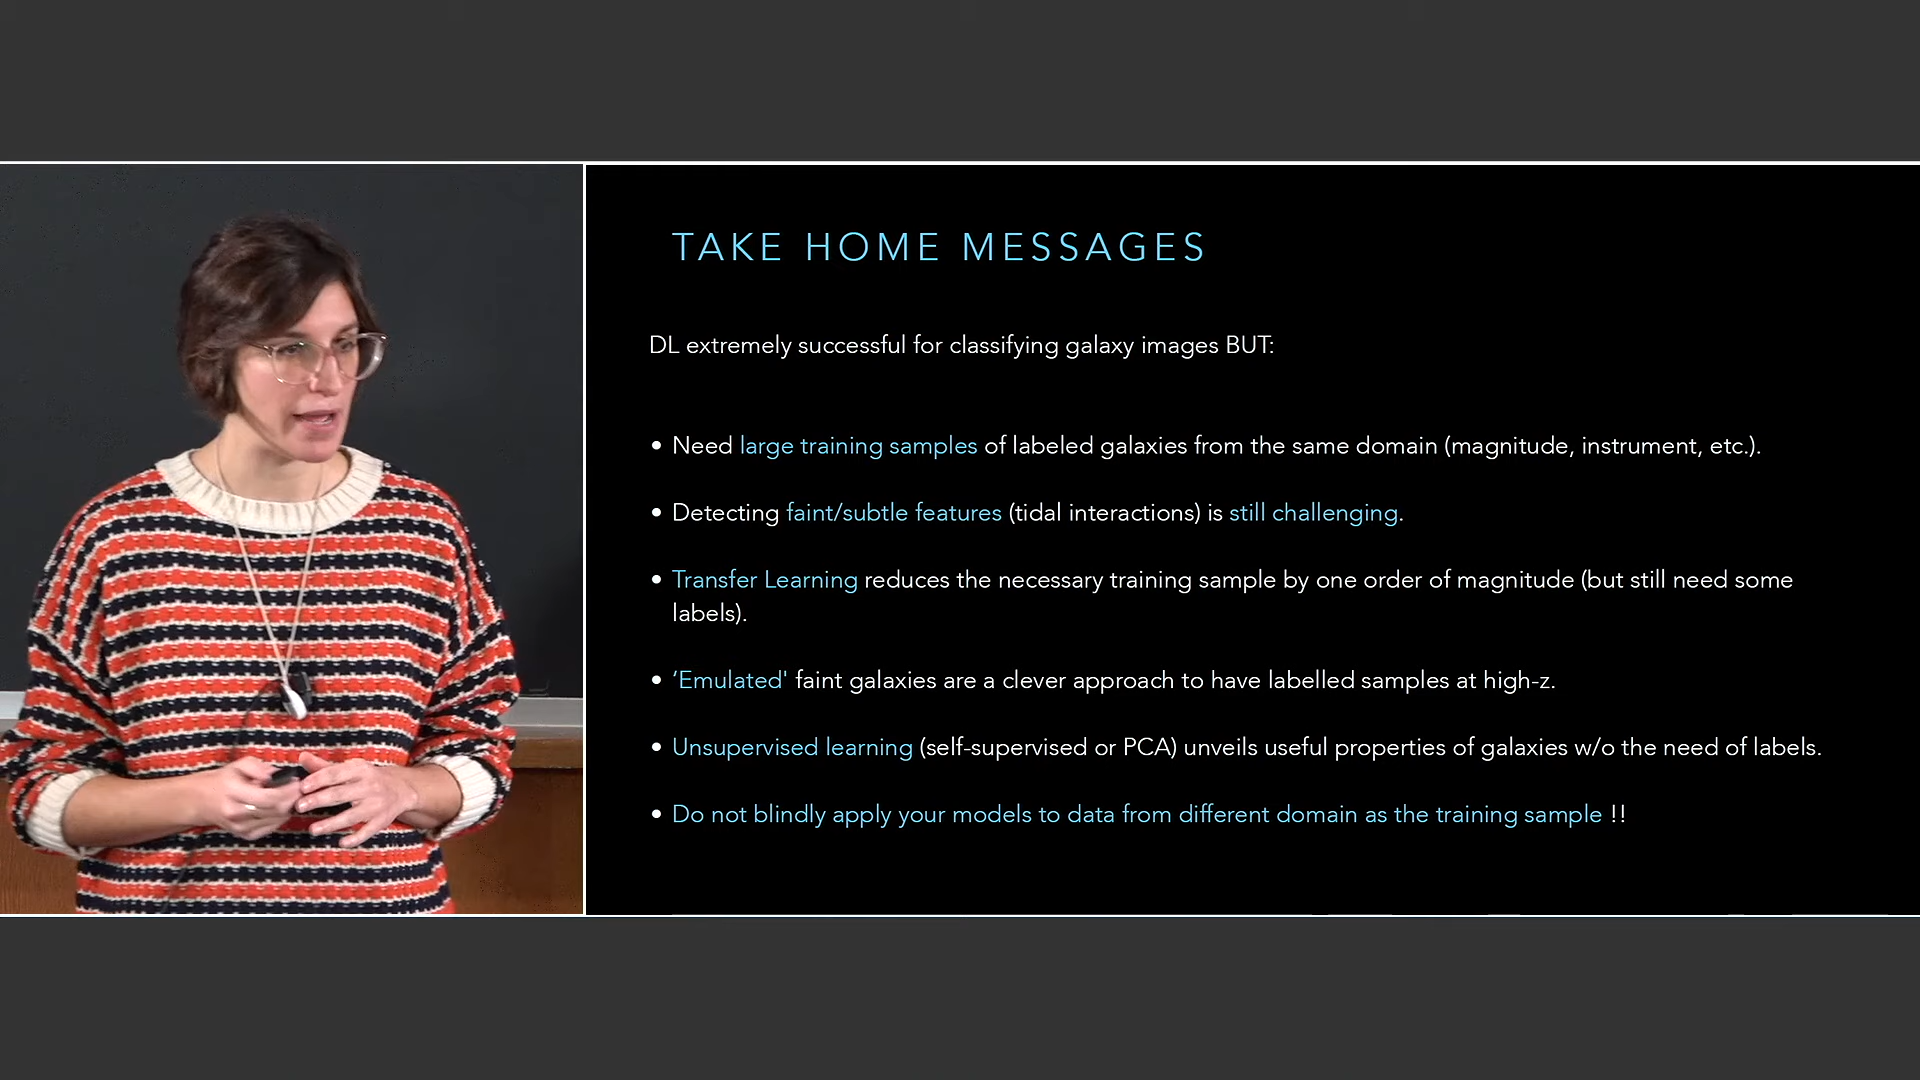 TAKE HOME MESSAGES
DL extremely successful for classifying galaxy images BUT:
• Need large training samples of labeled galaxies from the same domain (magnitude, instrument, etc.).
• Detecting faint/subtle features (tidal interactions) is still challenging.
• Transfer Learning reduces the necessary training sample by one order of magnitude (but still need some
labels).
• ‘Emulated' faint galaxies are a clever approach to have labelled samples at high-z.
• Unsupervised learning (self-supervised or PCA) unveils useful properties of galaxies w/o the need of labels.
• Do not blindly apply your models to data from different domain as the training sample !!